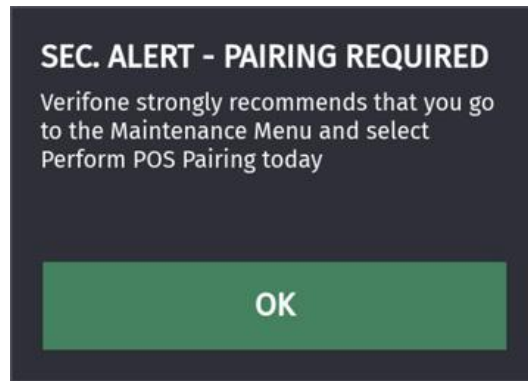 SEC. ALERT - PAIRING REQUIRED
Verifone strongly recommends that you go
to the Maintenance Menu and select
Perform POS Pairing today
OK